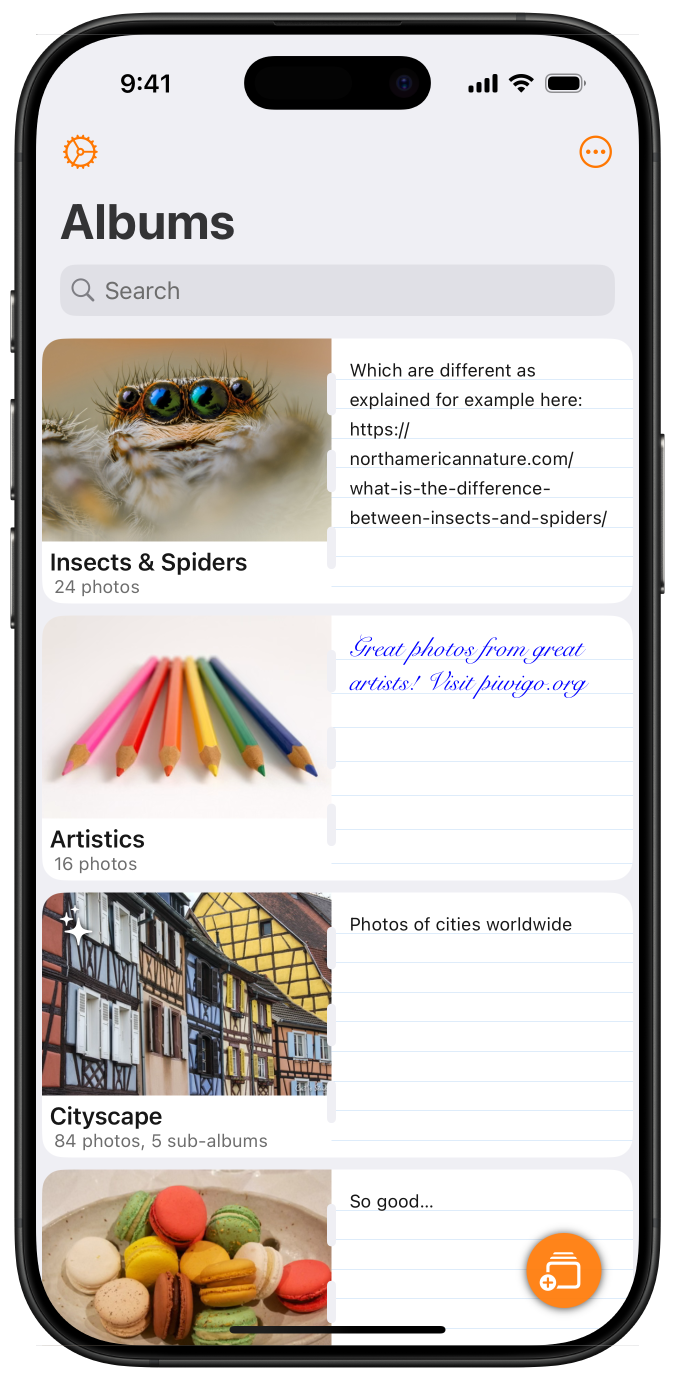 9:41
Albums
Search
Which are different as
explained for example here:
https://
northamericannature.com/
what-is-the-difference-
between-insects-and-spiders/
Insects & Spiders
24 photos
Great photos from great
artists! Visit piwigo.org
Artistics
16 photos
Photos of cities worldwide
Cityscape
84 photos, 5 sub-albums
So good...